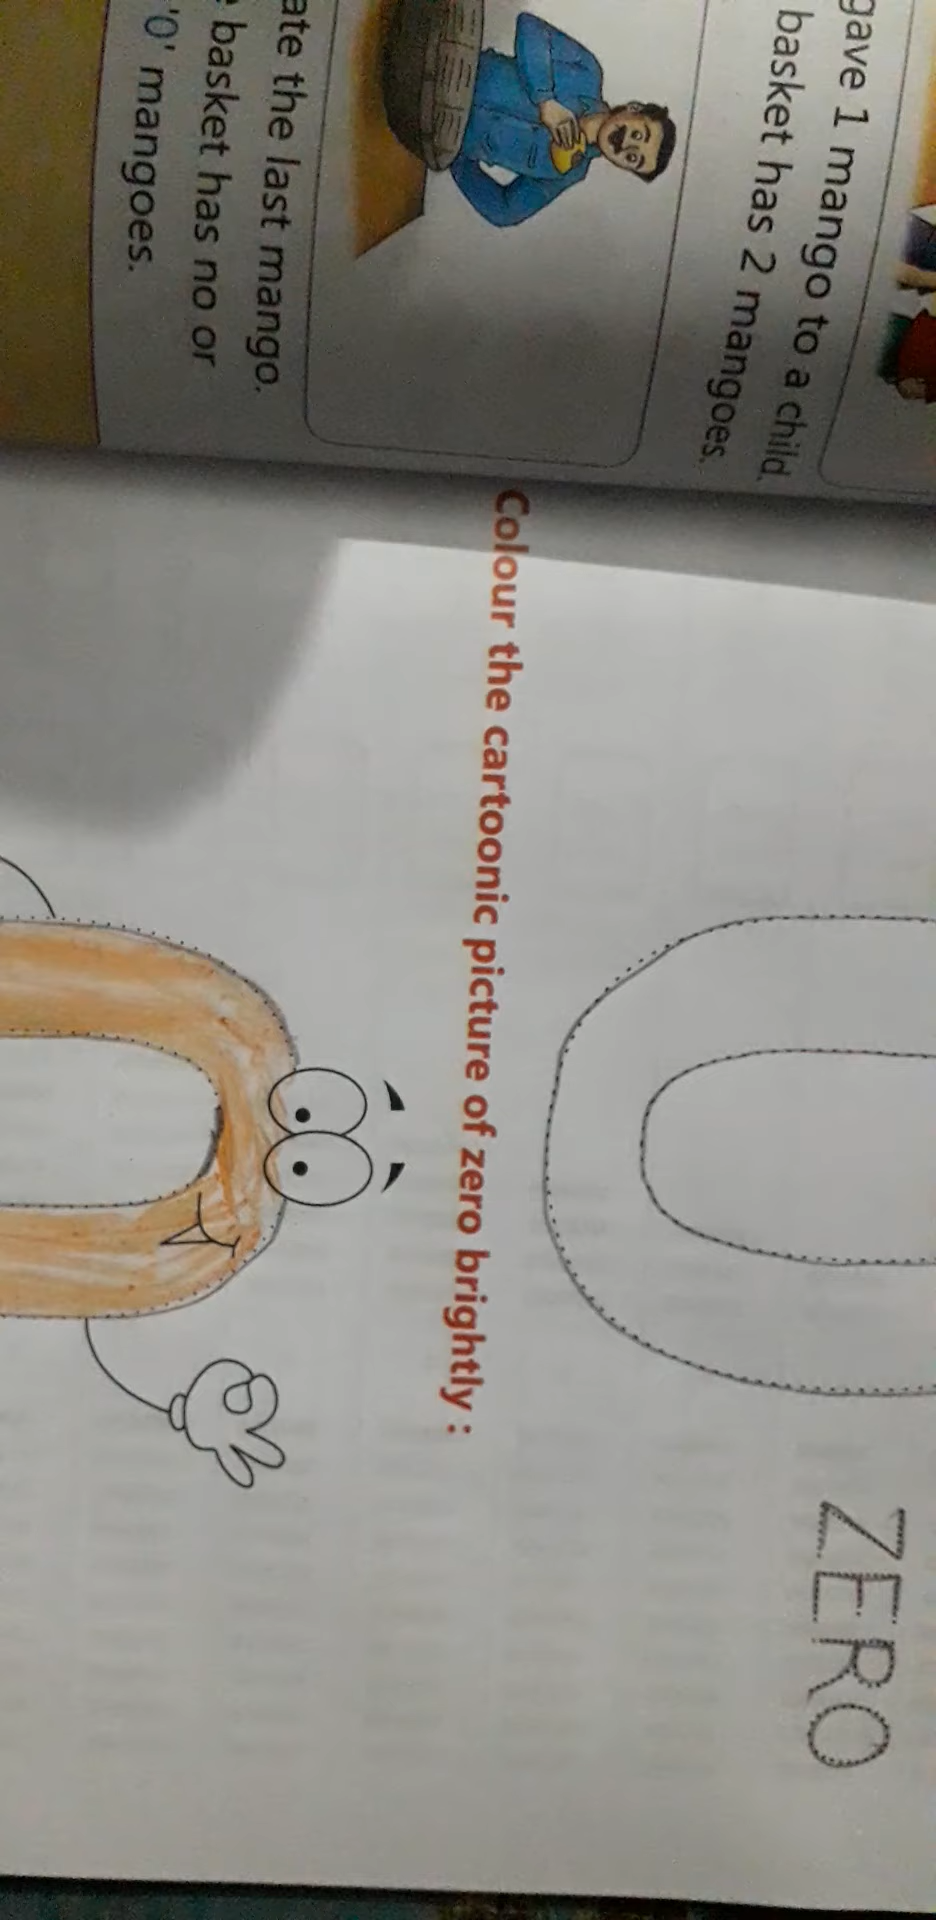 gave 1 mango to a child.
basket has 2 mangoes.
ate the last mango.
basket has no or
'0' mangoes.
ZERO
Colour the cartoonic picture of zero brightly :